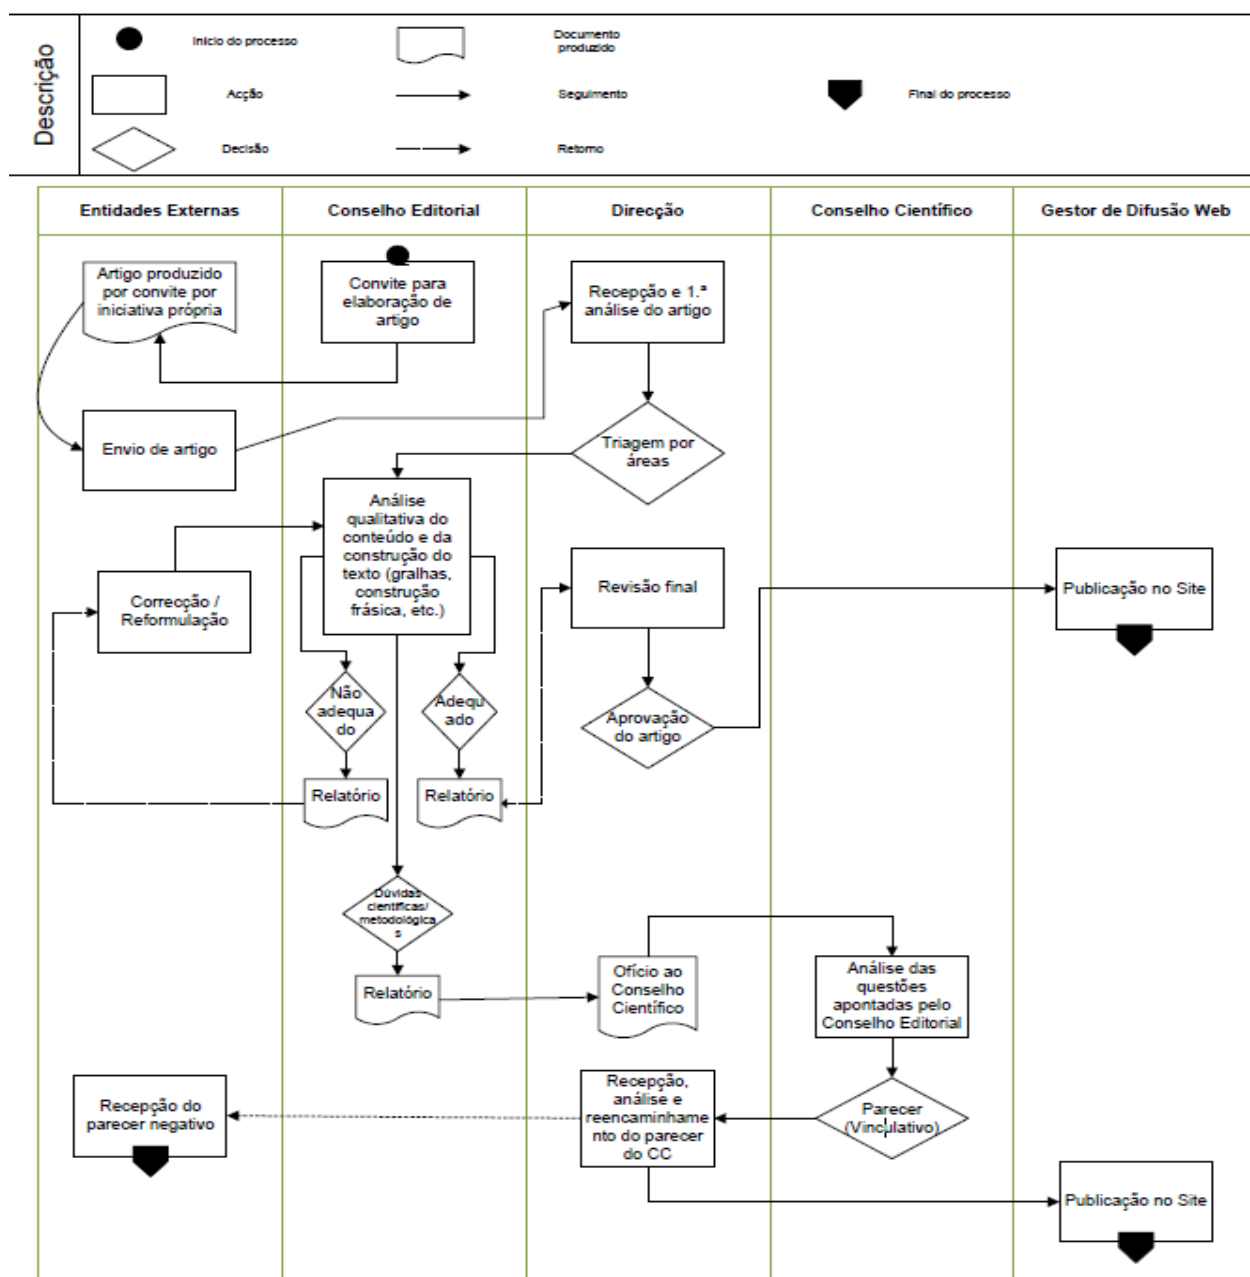 Descrição
Início do processo
Documento
produzido
Acção
Seguimento
Final do processo
Decisão
Retorno
Entidades Externas
Conselho Editorial
Direcção
Conselho Científico
Gestor de Difusão Web
Artigo produzido
por convite por
iniciativa própria
Convite para
elaboração de
artigo
Recepção e 1.ª
análise do artigo
Envio de artigo
Triagem por
áreas
Análise
qualitativa do
conteúdo e da
construção do
texto (gralhas,
construção
frásica, etc.)
Correcção /
Reformulação
Revisão final
Publicação no Site
Não
adequa
do
Adequ
ado
Aprovação
do artigo
Relatório
Relatório
Dúvidas
científicas/
metodológica
s
Relatório
Ofício ao
Conselho
Científico
Análise das
questões
apontadas pelo
Conselho Editorial
Recepção do
parecer negativo
Recepção,
análise e
reencaminhame
nto do parecer
do CC
Parecer
(Vinculativo)
Publicação no Site